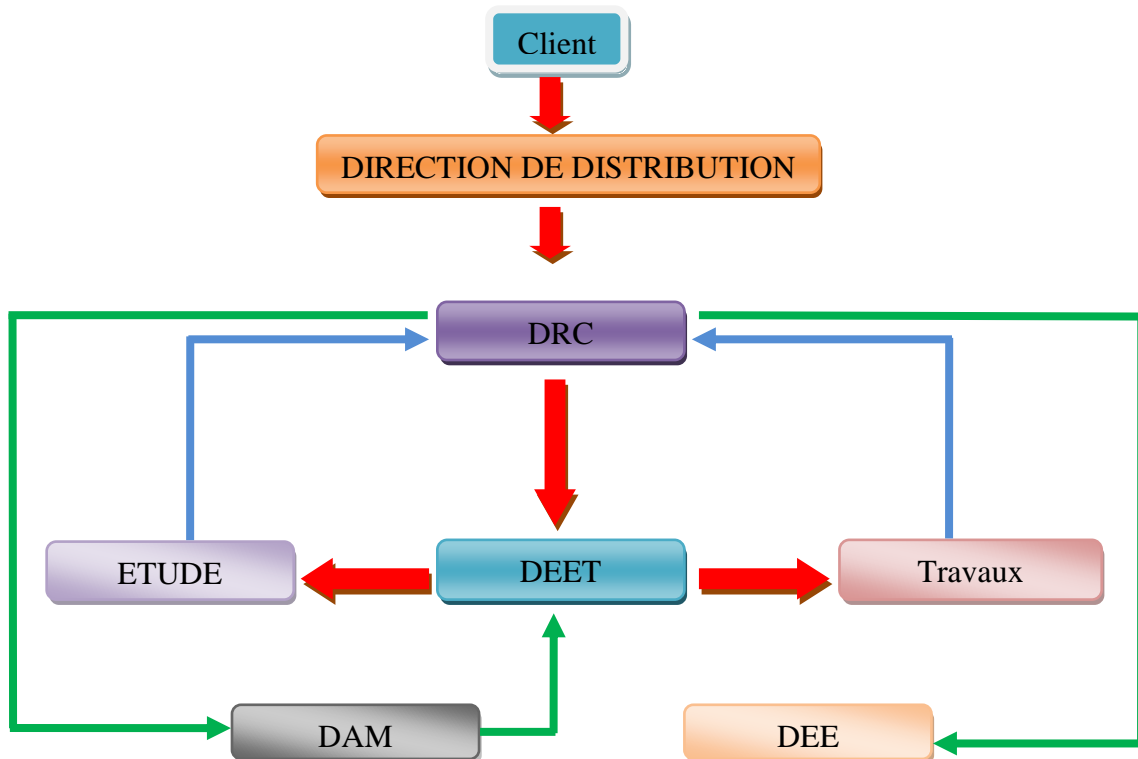 Client
DIRECTION DE DISTRIBUTION
DRC
ETUDE
DEET
Travaux
DAM
DEE